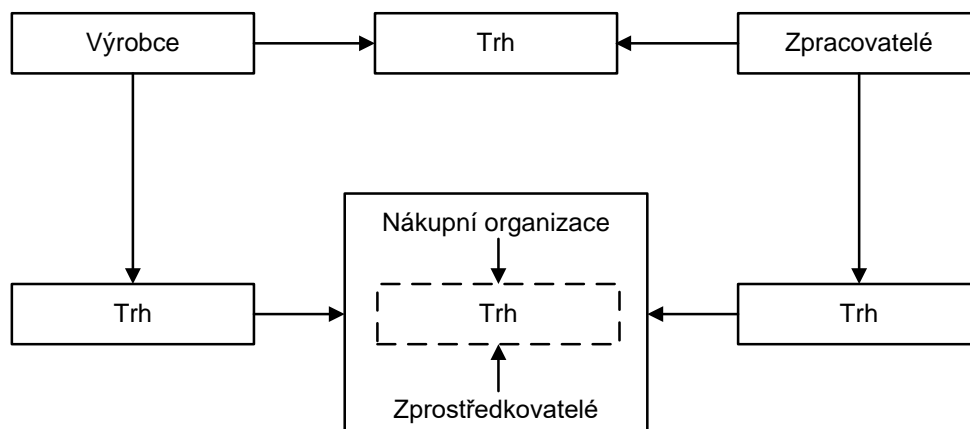 Výrobce
Trh
Zpracovatelé
Nákupní organizace
Trh
Trh
Trh
Zprostředkovatelé